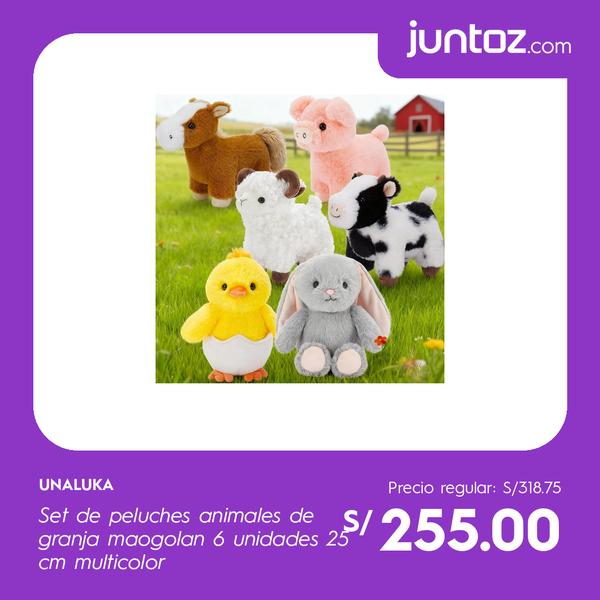 juntoz.com
UNALUKA
Set de peluches animales de
granja maogolan 6 unidades 25
cm multicolor
Precio regular: S/318.75
S/ 255.00